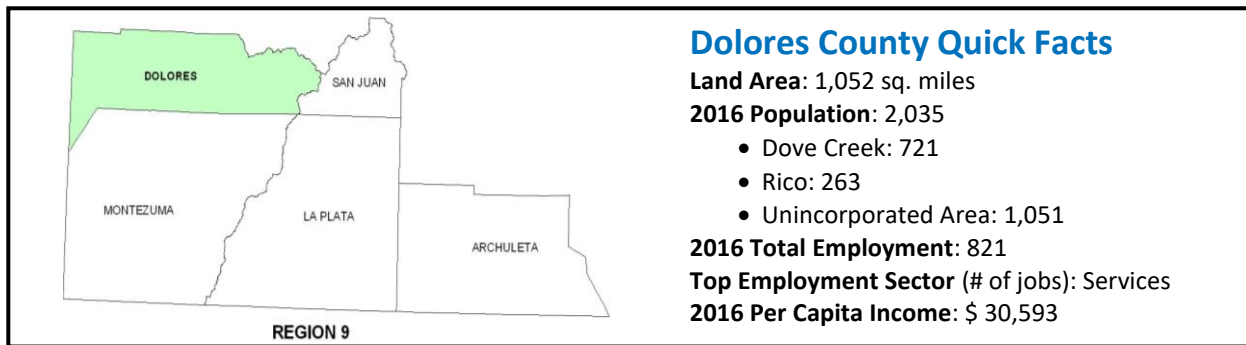 DOLORES
SAN JUAN
MONTEZUMA
LA PLATA
ARCHULETA
REGION 9
Dolores County Quick Facts
Land Area: 1,052 sq. miles
2016 Population: 2,035
• Dove Creek: 721
• Rico: 263
• Unincorporated Area: 1,051
2016 Total Employment: 821
Top Employment Sector (# of jobs): Services
2016 Per Capita Income: $ 30,593